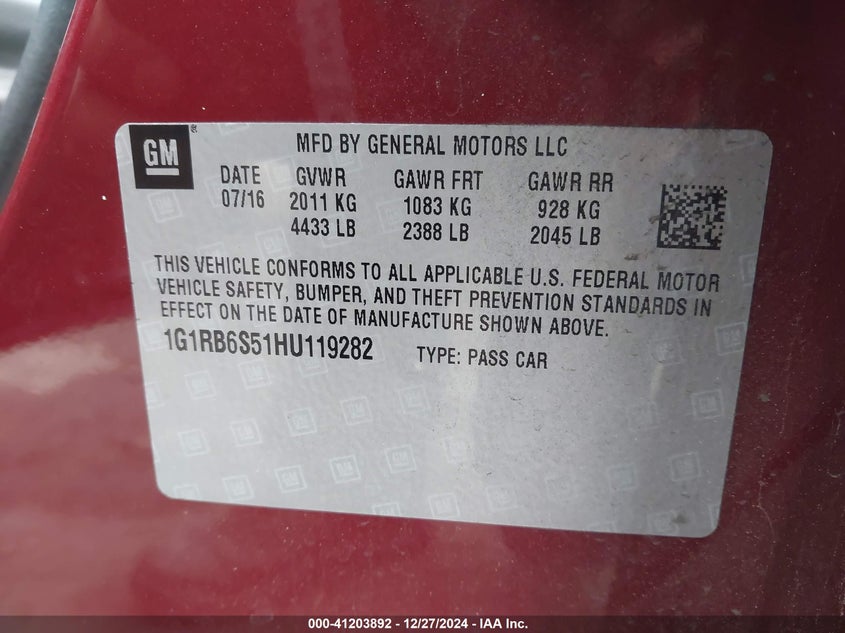 GM®
MFD BY GENERAL MOTORS LLC
DATE GVWR GAWR FRT GAWR RR
07/16 2011 KG 1083 KG 928 KG
4433 LB 2388 LB 2045 LB
THIS VEHICLE CONFORMS TO ALL APPLICABLE U.S. FEDERAL MOTOR
VEHICLE SAFETY, BUMPER, AND THEFT PREVENTION STANDARDS IN
EFFECT ON THE DATE OF MANUFACTURE SHOWN ABOVE.
1G1RB6S51HU119282 TYPE: PASS CAR
000-41203892 - 12/27/2024 - IAA Inc.